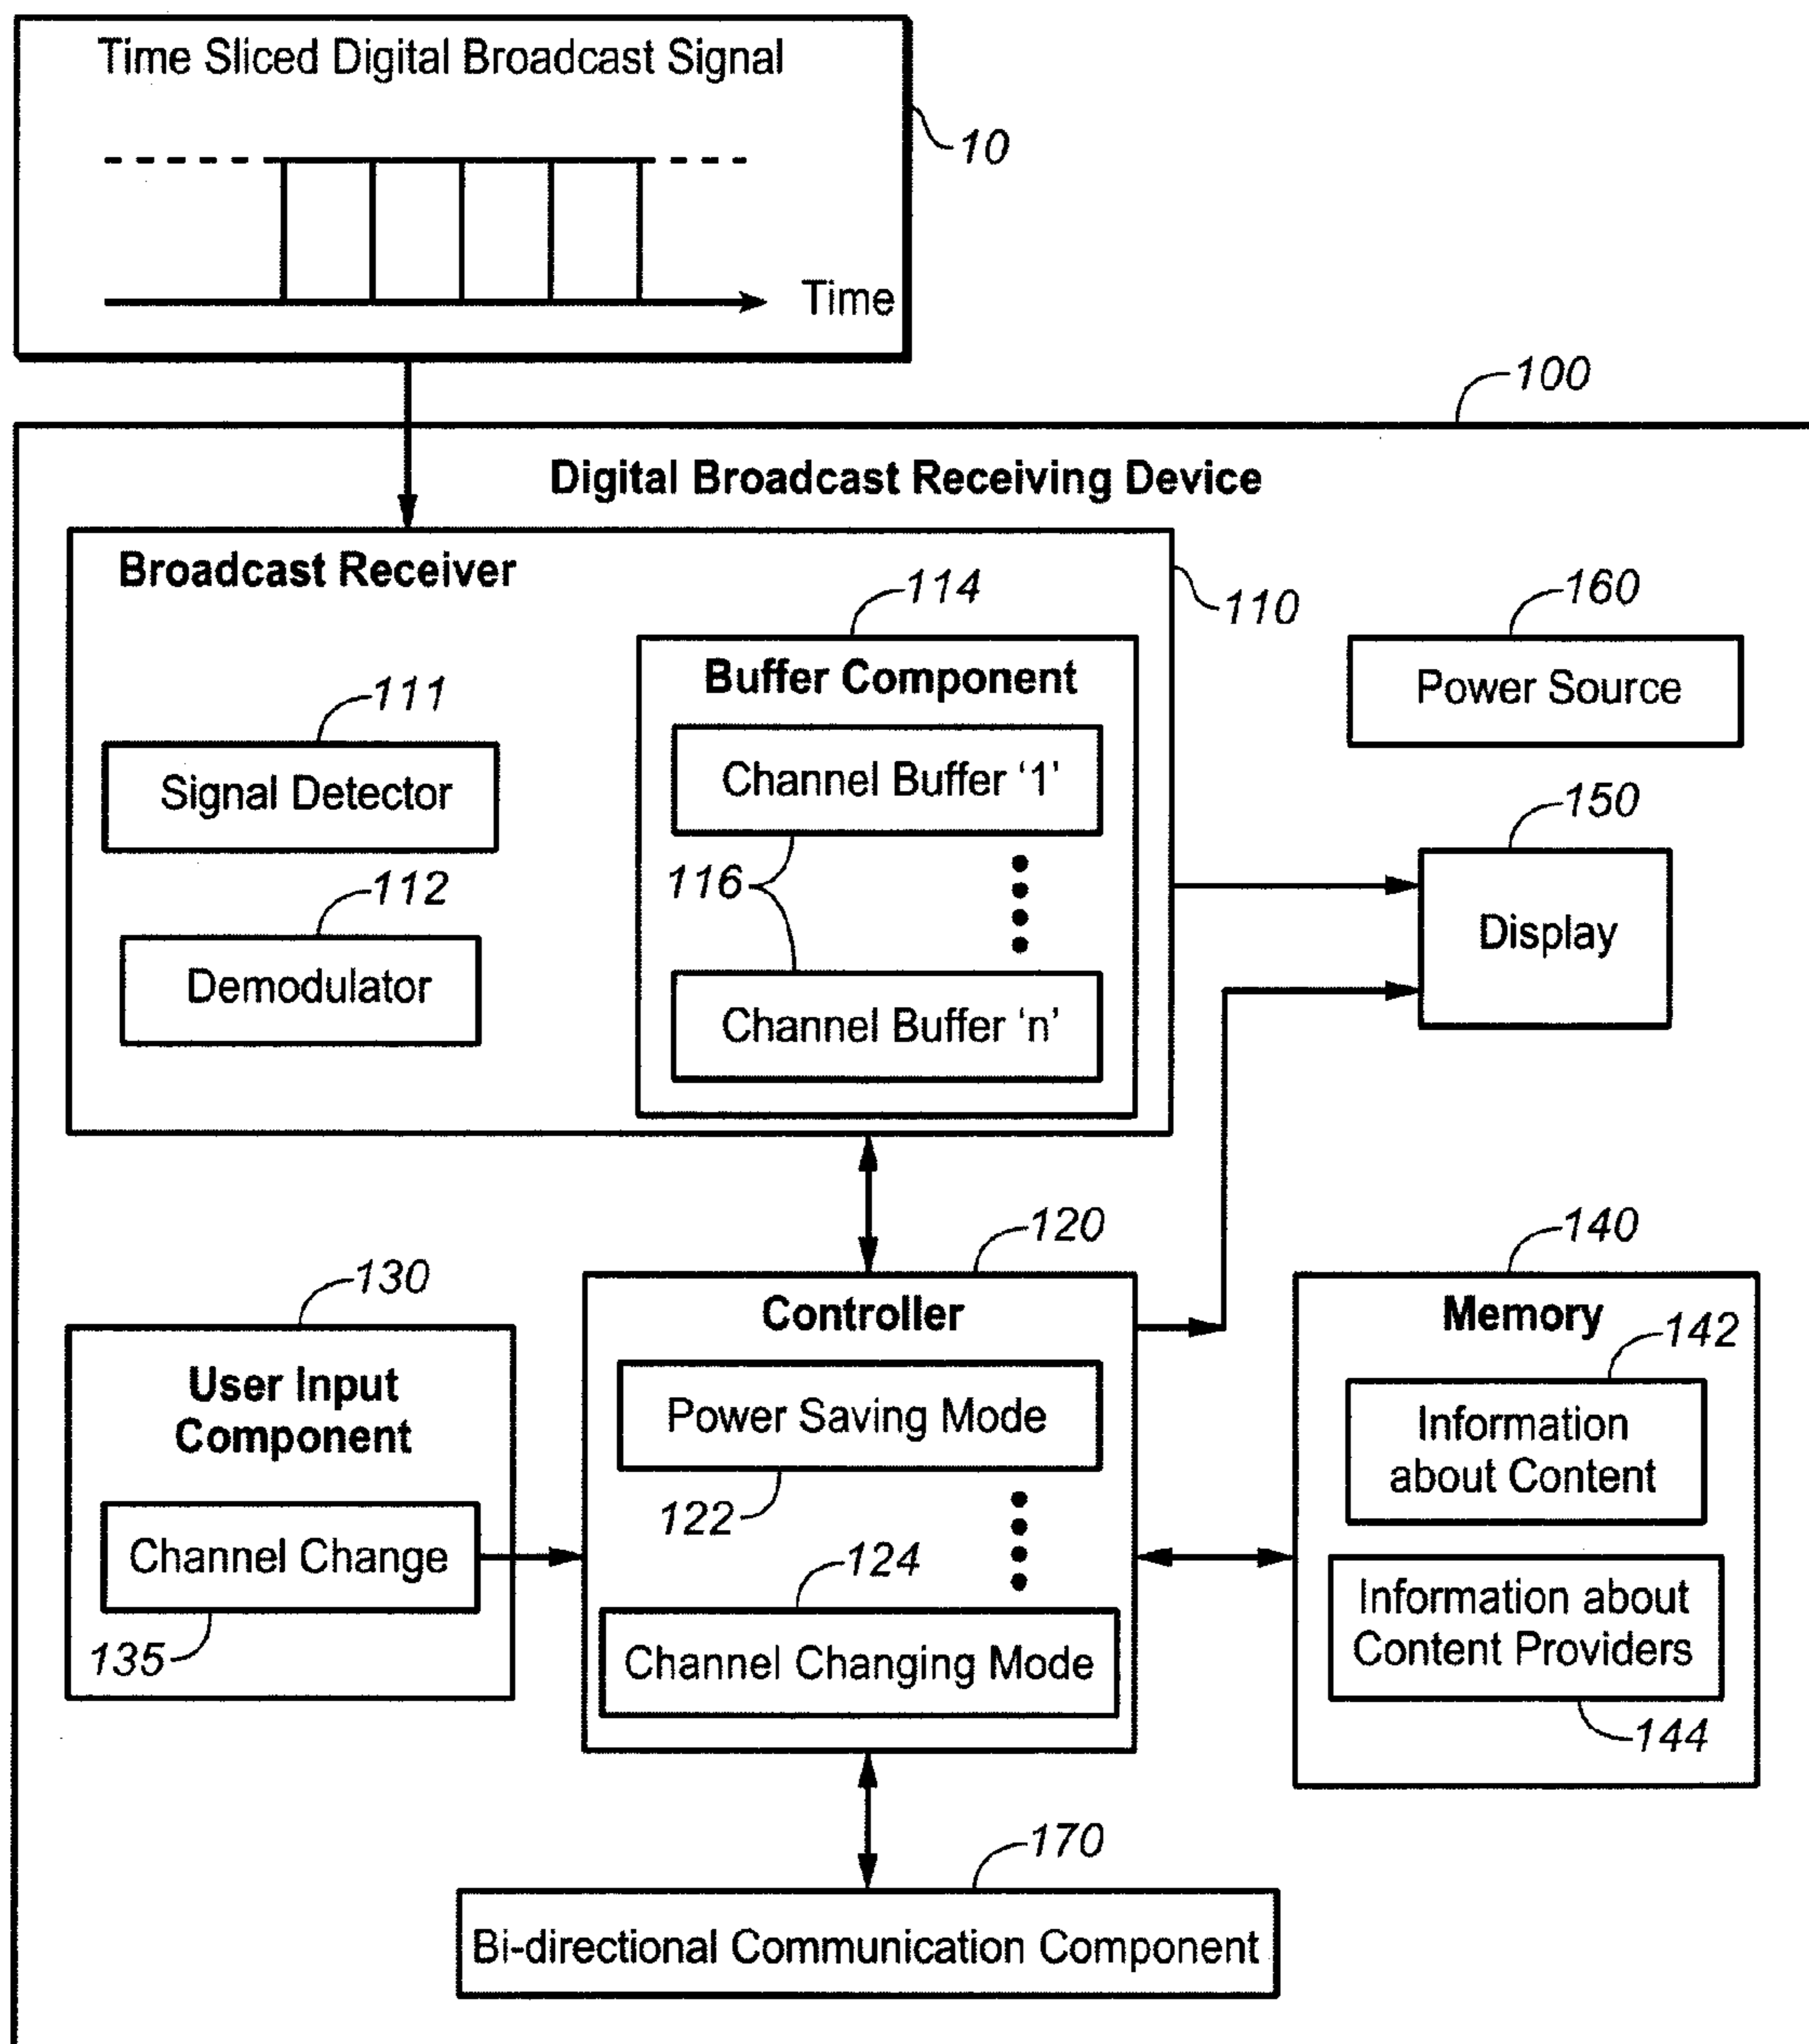 Time Sliced Digital Broadcast Signal
10
Time
100
Digital Broadcast Receiving Device
Broadcast Receiver
110
114
Buffer Component
160
Power Source
111
Signal Detector
Channel Buffer ‘1’
116
150
Display
112
Demodulator
Channel Buffer ‘n’
120
Controller
140
Memory
130
User Input
Component
142
Information
about Content
Power Saving Mode
122
Channel Change
135
124
Channel Changing Mode
Information about
Content Providers
144
170
Bi-directional Communication Component